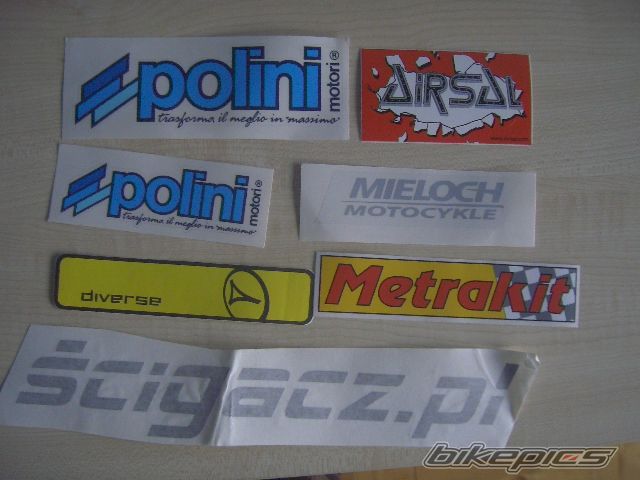 polini
motori®
trasforma il meglio in massimo
AIRSAL
polini
motori®
trasforma il meglio in massimo
MIELOCH
MOTOCYKLE
diverse
Metrakit
ścigacz.pl
bikepics